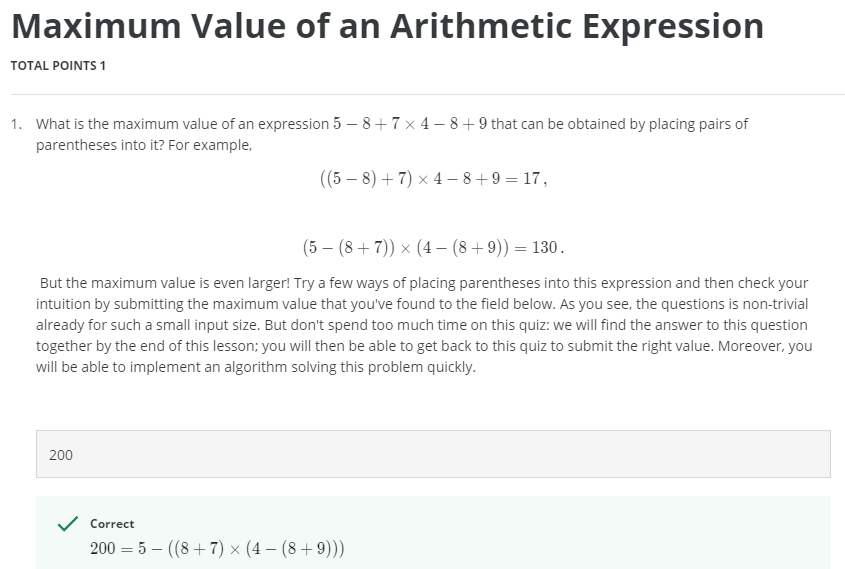 Maximum Value of an Arithmetic Expression
TOTAL POINTS 1
1. What is the maximum value of an expression 5 − 8 + 7 × 4 − 8 + 9 that can be obtained by placing pairs of
parentheses into it? For example,
((5 − 8) + 7) × 4 − 8 + 9 = 17 ,
(5 − (8 + 7)) × (4 − (8 + 9)) = 130 .
But the maximum value is even larger! Try a few ways of placing parentheses into this expression and then check your
intuition by submitting the maximum value that you've found to the field below. As you see, the questions is non-trivial
already for such a small input size. But don't spend too much time on this quiz: we will find the answer to this question
together by the end of this lesson; you will then be able to get back to this quiz to submit the right value. Moreover, you
will be able to implement an algorithm solving this problem quickly.
200
Correct
200 = 5 − ((8 + 7) × (4 − (8 + 9)))